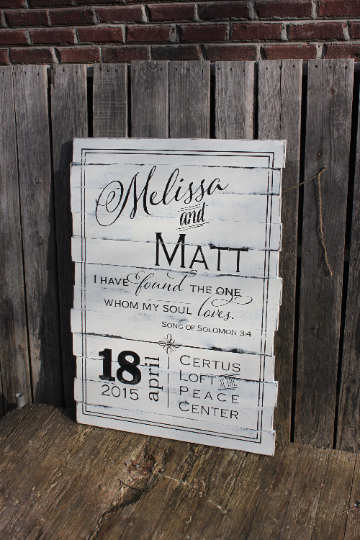 Melissa
and
Matt
I HAVE found THE ONE
WHOM MY SOUL loves.
SONG OF SOLOMON 3:4
18 april
2015
CERTUS
LOFT
PEACE
CENTER